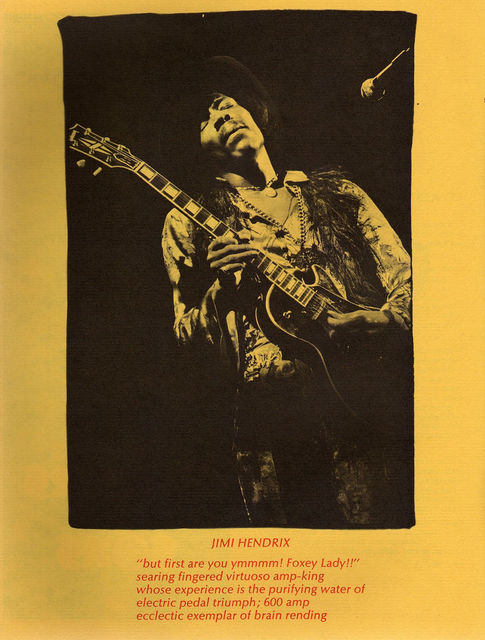 JIMI HENDRIX
"but first are you ymmmm! Foxey Lady!!"
searing fingered virtuoso amp-king
whose experience is the purifying water of
electric pedal triumph; 600 amp
ecclectic exemplar of brain rending